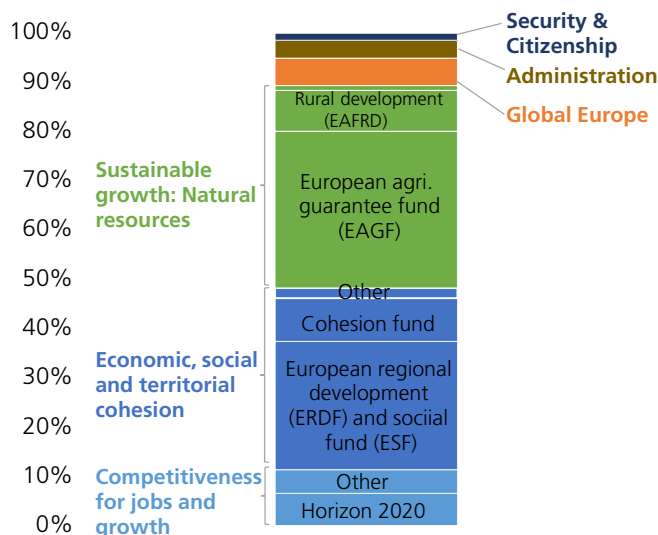 100%
90%
80%
70%
60%
50%
40%
30%
20%
10%
0%
Sustainable
growth: Natural
resources
Economic, social
and territorial
cohesion
Competitiveness
for jobs and
growth
Rural development
(EAFRD)
European agri.
guarantee fund
(EAGF)
Other
Cohesion fund
European regional
development
(ERDF) and sociial
fund (ESF)
Other
Horizon 2020
Security &
Citizenship
Administration
Global Europe